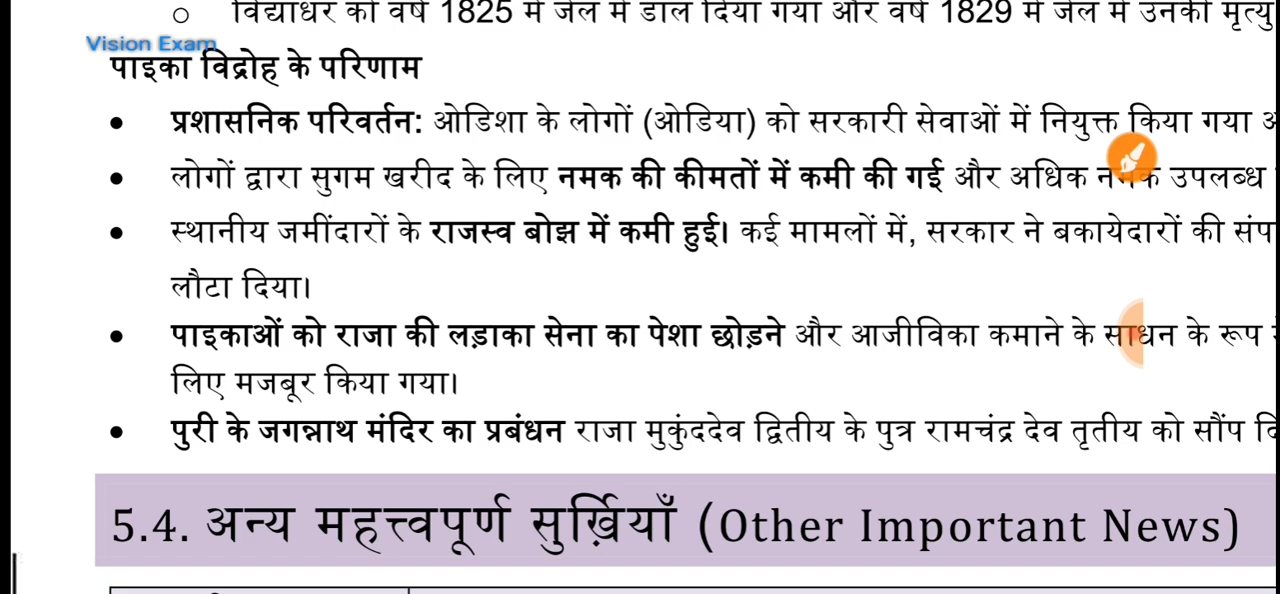 विद्याधर को वर्ष 1825 में जेल में डाल दिया गया और वर्ष 1829 में जेल में उनकी मृत्यु
Vision Exam
पाइका विद्रोह के परिणाम
• प्रशासनिक परिवर्तन: ओडिशा के लोगों (ओडिया) को सरकारी सेवाओं में नियुक्त किया गया
• लोगों द्वारा सुगम खरीद के लिए नमक की कीमतों में कमी की गई और अधिक नमक उपलब्ध
• स्थानीय जमींदारों के राजस्व बोझ में कमी हुई। कई मामलों में, सरकार ने बकायेदारों की
लौटा दिया।
• पाइकाओं को राजा की लड़ाका सेना का पेशा छोड़ने और आजीविका कमाने के साधन के रूप
लिए मजबूर किया गया।
• पुरी के जगन्नाथ मंदिर का प्रबंधन राजा मुकुंददेव द्वितीय के पुत्र रामचंद्र देव तृतीय को सौंप
5.4. अन्य महत्त्वपूर्ण सुर्ख़ियाँ (Other Important News)